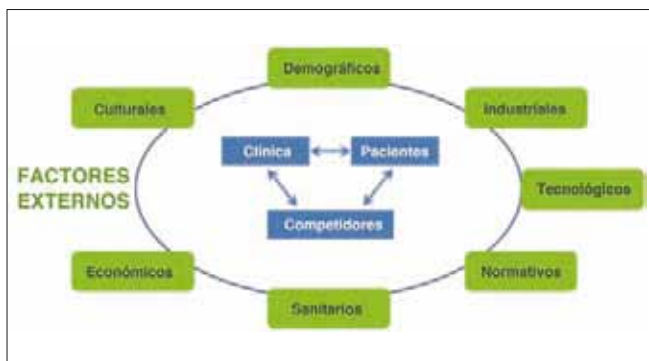 Demográficos
Culturales
Industriales
Clínica
Pacientes
FACTORES
EXTERNOS
Tecnológicos
Competidores
Económicos
Normativos
Sanitarios